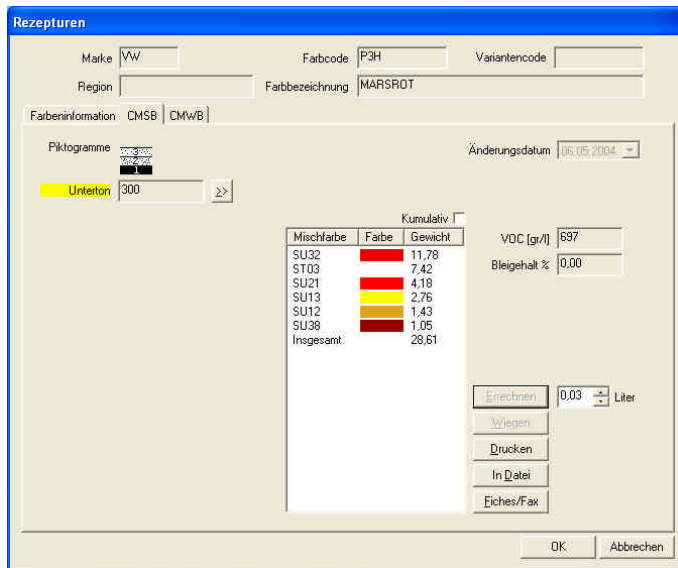 Rezepturen
Marke VW Farbcode P3H Variantencode
Region Farbbezeichnung MARSROT
Farbeninformation CMSB CMWB
Piktogramme 3 2 1 Änderungsdatum 06.05.2004
Unterton 300 >>
Kumulativ
Mischfarbe Farbe Gewicht VOC [gr/l] 697
SU32 11,78
ST03 7,42 Bleigehalt % 0,00
SU21 4,18
SU13 2,76
SU12 1,43
SU38 1,05
Insgesamt 28,61
Errechnen 0,03 Liter
Wiegen
Drucken
In Datei
Fiches/Fax
OK Abbrechen